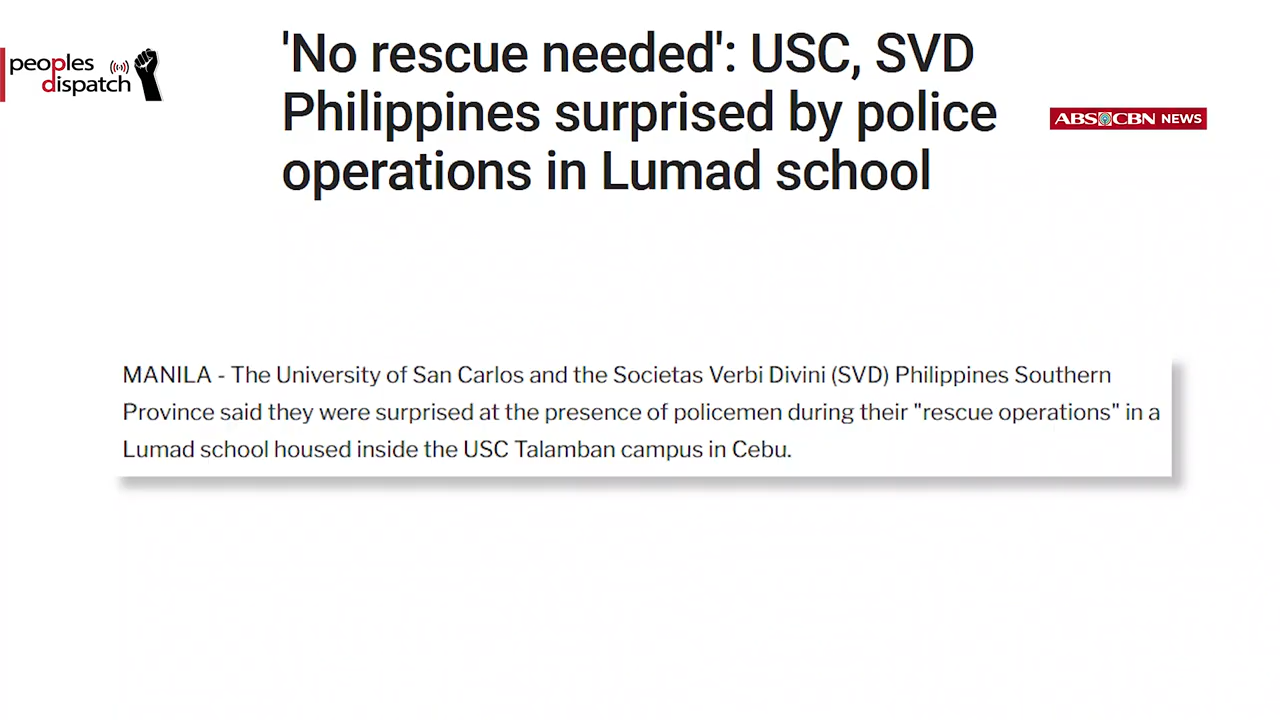 peoples
dispatch
'No rescue needed': USC, SVD
Philippines surprised by police
operations in Lumad school
ABS CBN NEWS
MANILA - The University of San Carlos and the Societas Verbi Divini (SVD) Philippines Southern
Province said they were surprised at the presence of policemen during their "rescue operations" in a
Lumad school housed inside the USC Talamban campus in Cebu.